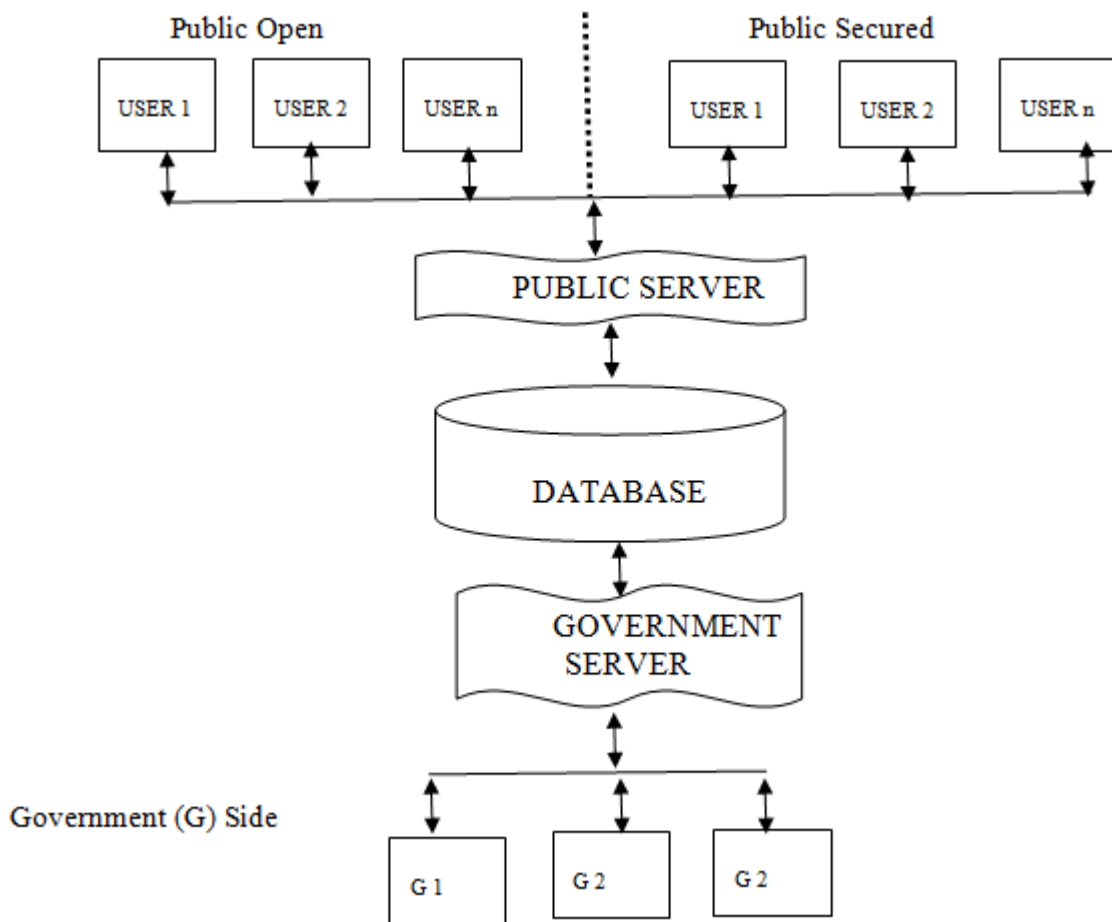 Public Open
Public Secured
USER 1
USER 2
USER n
USER 1
USER 2
USER n
PUBLIC SERVER
DATABASE
GOVERNMENT
SERVER
Government (G) Side
G 1
G 2
G 2